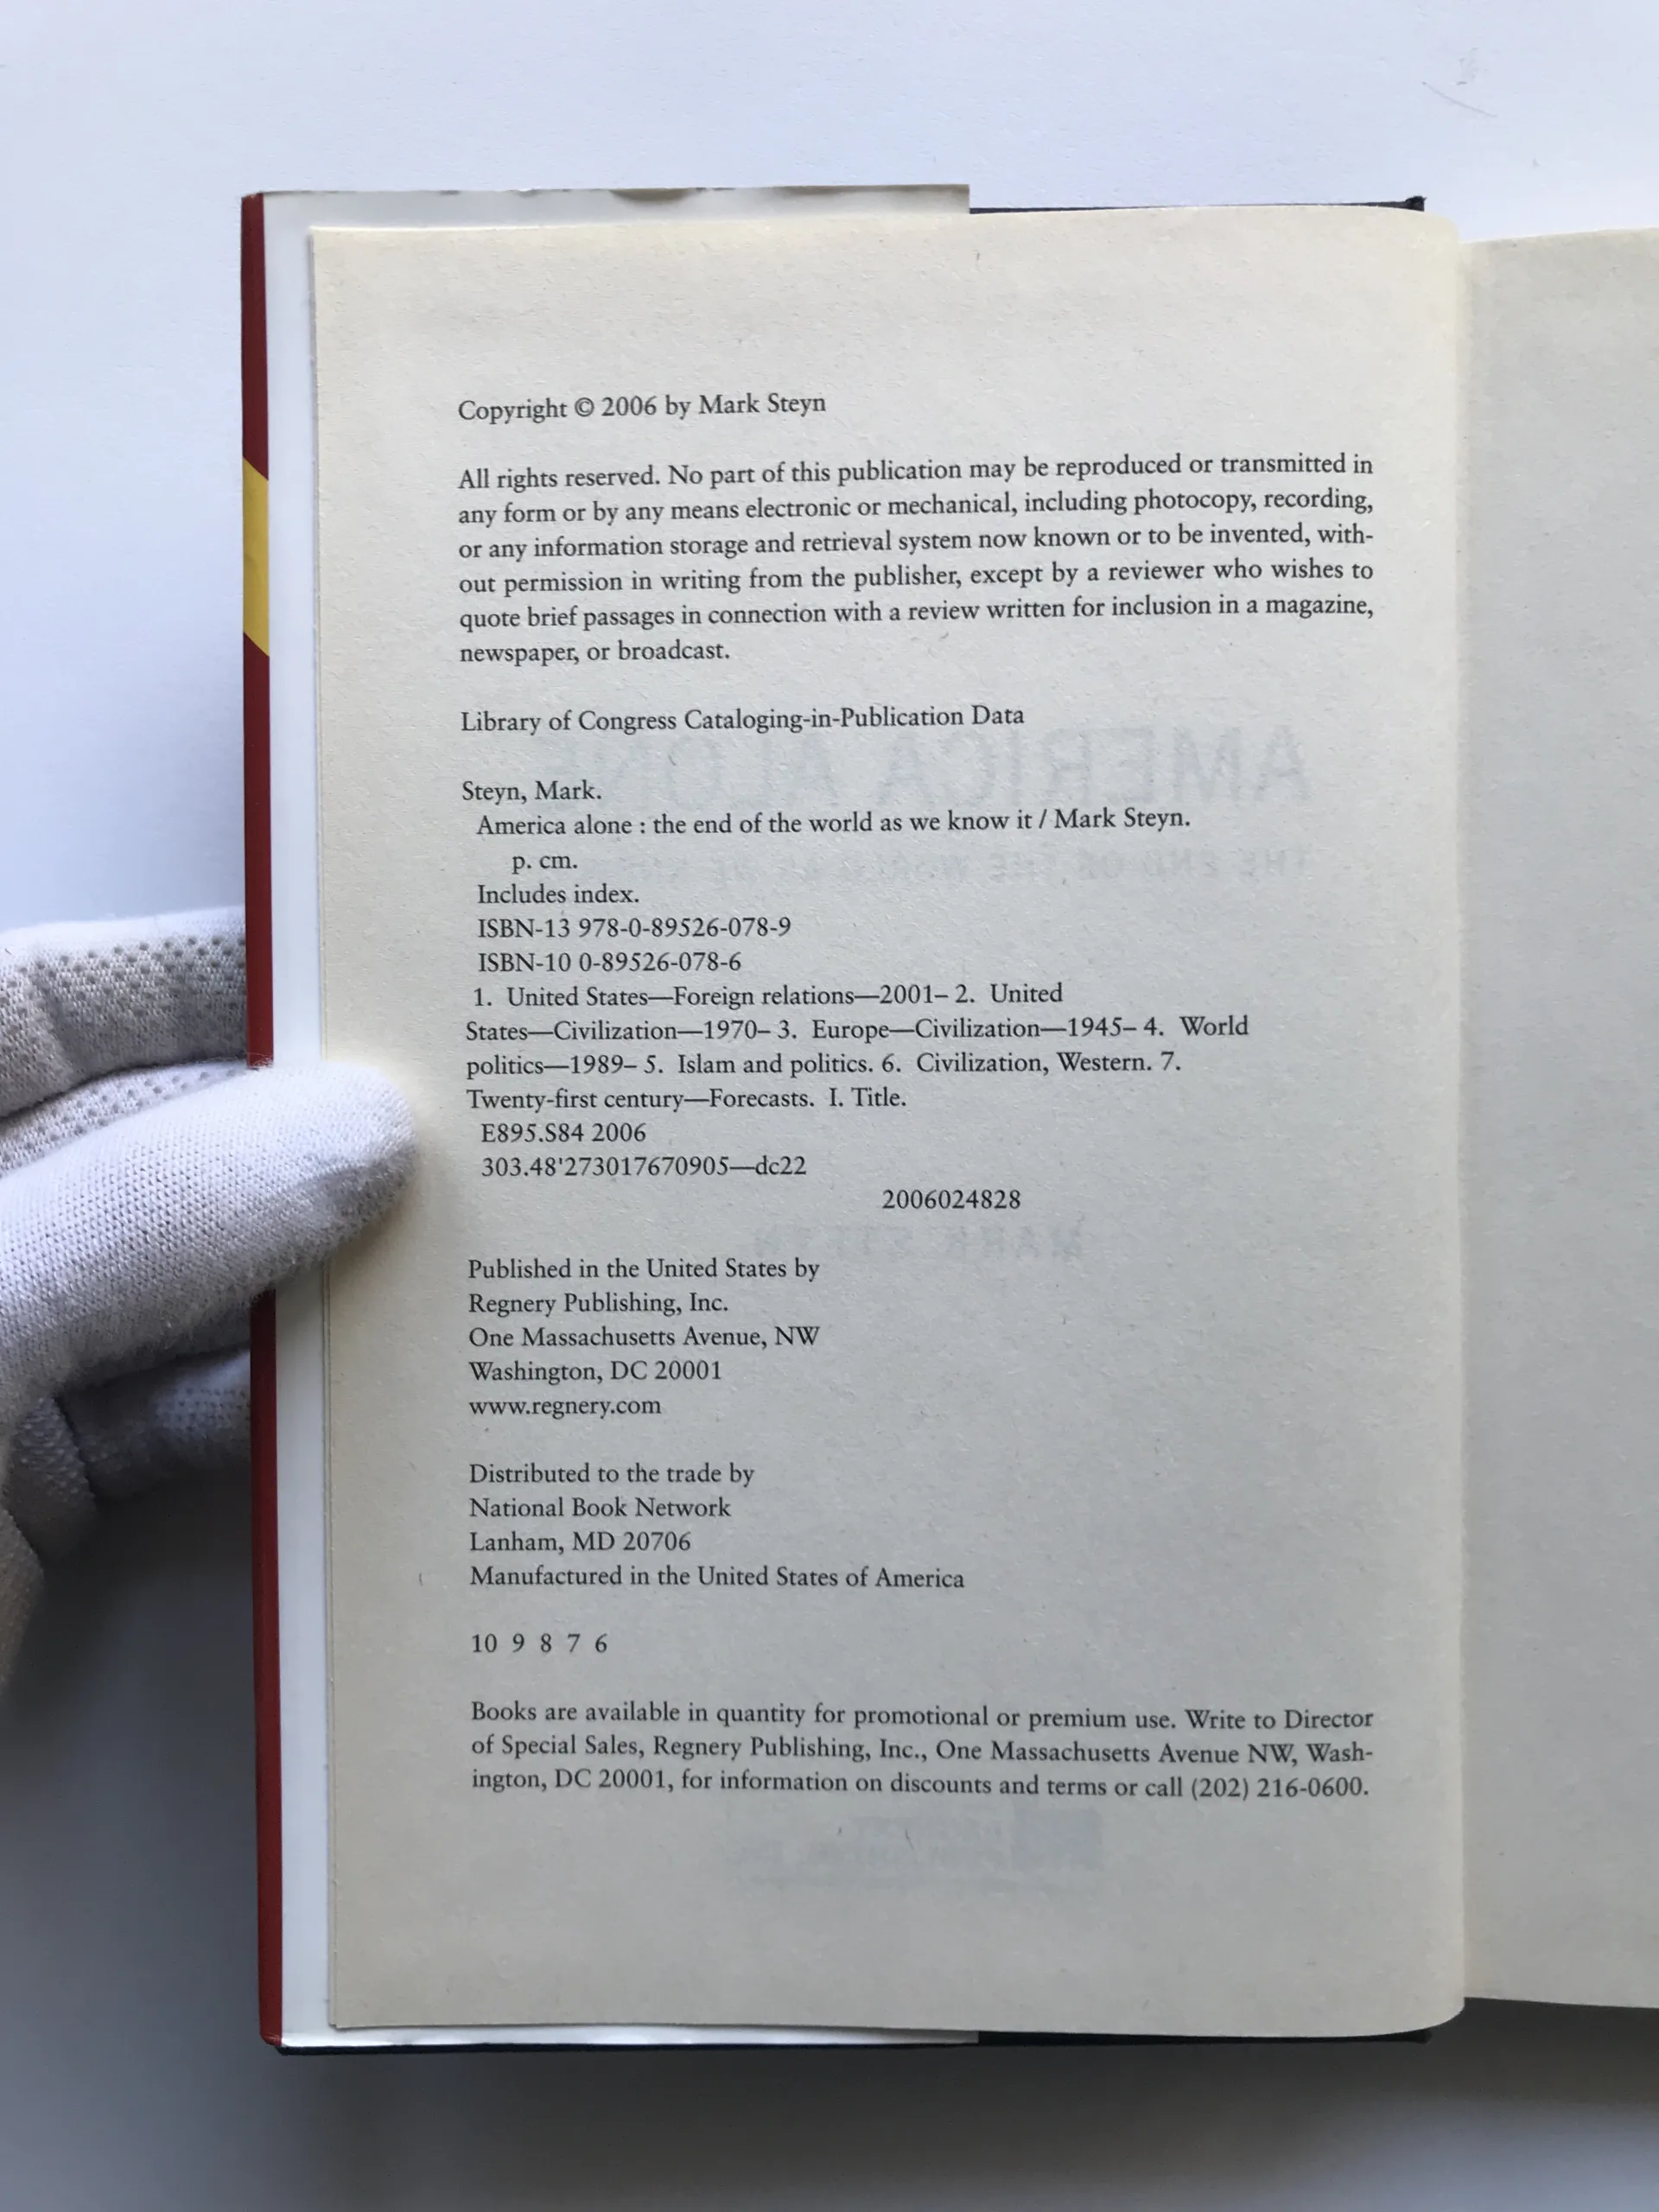 Copyright © 2006 by Mark Steyn
All rights reserved. No part of this publication may be reproduced or transmitted in
any form or by any means electronic or mechanical, including photocopy, recording,
or any information storage and retrieval system now known or to be invented, with-
out permission in writing from the publisher, except by a reviewer who wishes to
quote brief passages in connection with a review written for inclusion in a magazine,
newspaper, or broadcast.
Library of Congress Cataloging-in-Publication Data
Steyn, Mark.
America alone : the end of the world as we know it / Mark Steyn.
p. cm.
Includes index.
ISBN-13 978-0-89526-078-9
ISBN-10 0-89526-078-6
1. United States—Foreign relations—2001– 2. United
States—Civilization—1970– 3. Europe—Civilization—1945– 4. World
politics—1989– 5. Islam and politics. 6. Civilization, Western. 7.
Twenty-first century—Forecasts. I. Title.
E895.S84 2006
303.48'273017670905—dc22
2006024828
Published in the United States by
Regnery Publishing, Inc.
One Massachusetts Avenue, NW
Washington, DC 20001
www.regnery.com
Distributed to the trade by
National Book Network
Lanham, MD 20706
Manufactured in the United States of America
10 9 8 7 6
Books are available in quantity for promotional or premium use. Write to Director
of Special Sales, Regnery Publishing, Inc., One Massachusetts Avenue NW, Wash-
ington, DC 20001, for information on discounts and terms or call (202) 216-0600.